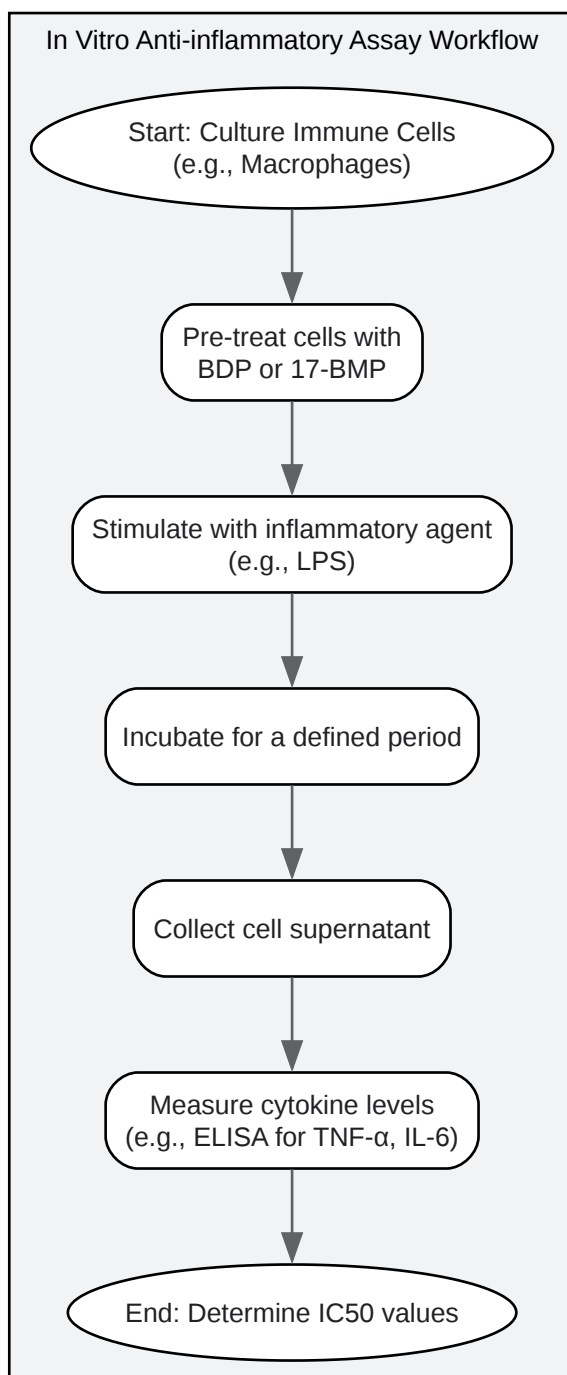 In Vitro Anti-inflammatory Assay Workflow
Start: Culture Immune Cells
(e.g., Macrophages)
Pre-treat cells with
BDP or 17-BMP
Stimulate with inflammatory agent
(e.g., LPS)
Incubate for a defined period
Collect cell supernatant
Measure cytokine levels
(e.g., ELISA for TNF-α, IL-6)
End: Determine IC50 values